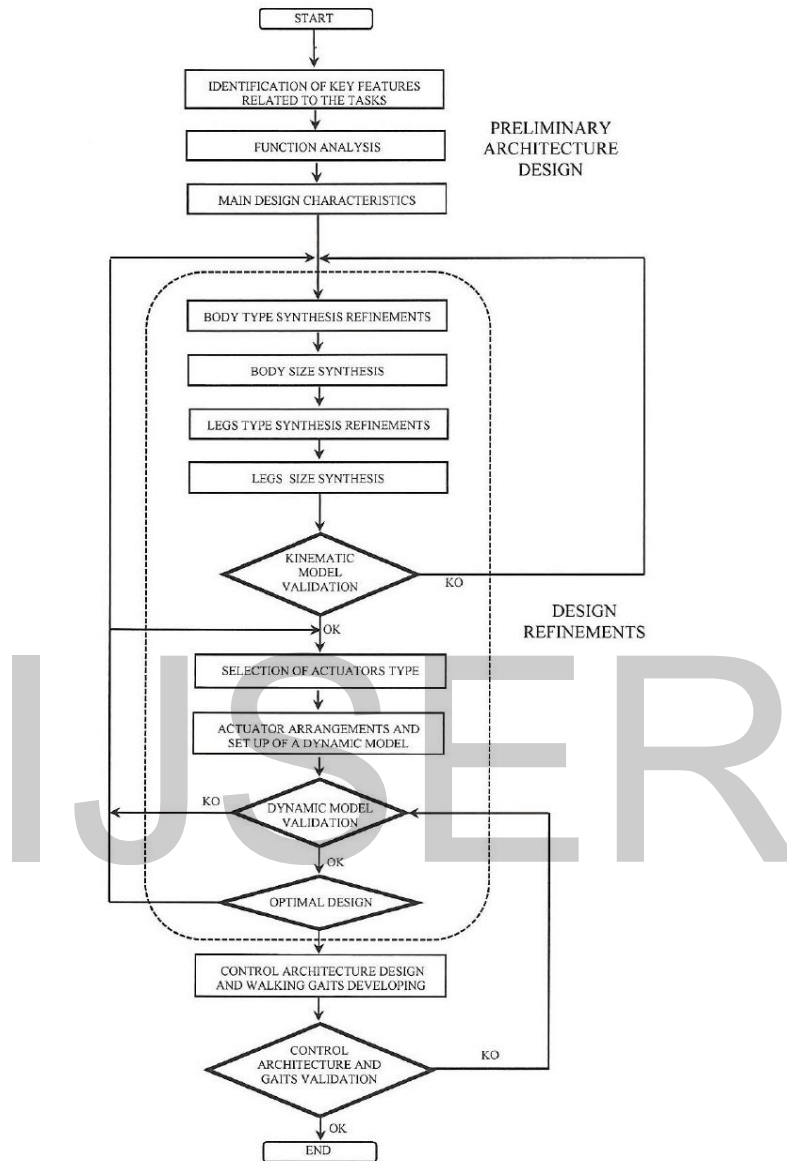 START
IDENTIFICATION OF KEY FEATURES
RELATED TO THE TASKS
PRELIMINARY
ARCHITECTURE
DESIGN
FUNCTION ANALYSIS
MAIN DESIGN CHARACTERISTICS
BODY TYPE SYNTHESIS REFINEMENTS
BODY SIZE SYNTHESIS
LEGS TYPE SYNTHESIS REFINEMENTS
LEGS SIZE SYNTHESIS
KINEMATIC
MODEL
VALIDATION
KO
DESIGN
REFINEMENTS
OK
IJSER
SELECTION OF ACTUATORS TYPE
ACTUATOR ARRANGEMENTS AND
SET UP OF A DYNAMIC MODEL
KO
DYNAMIC MODEL
VALIDATION
OK
OPTIMAL DESIGN
CONTROL ARCHITECTURE DESIGN
AND WALKING GAITS DEVELOPING
CONTROL
ARCHITECTURE AND
GAITS VALIDATION
KO
OK
END